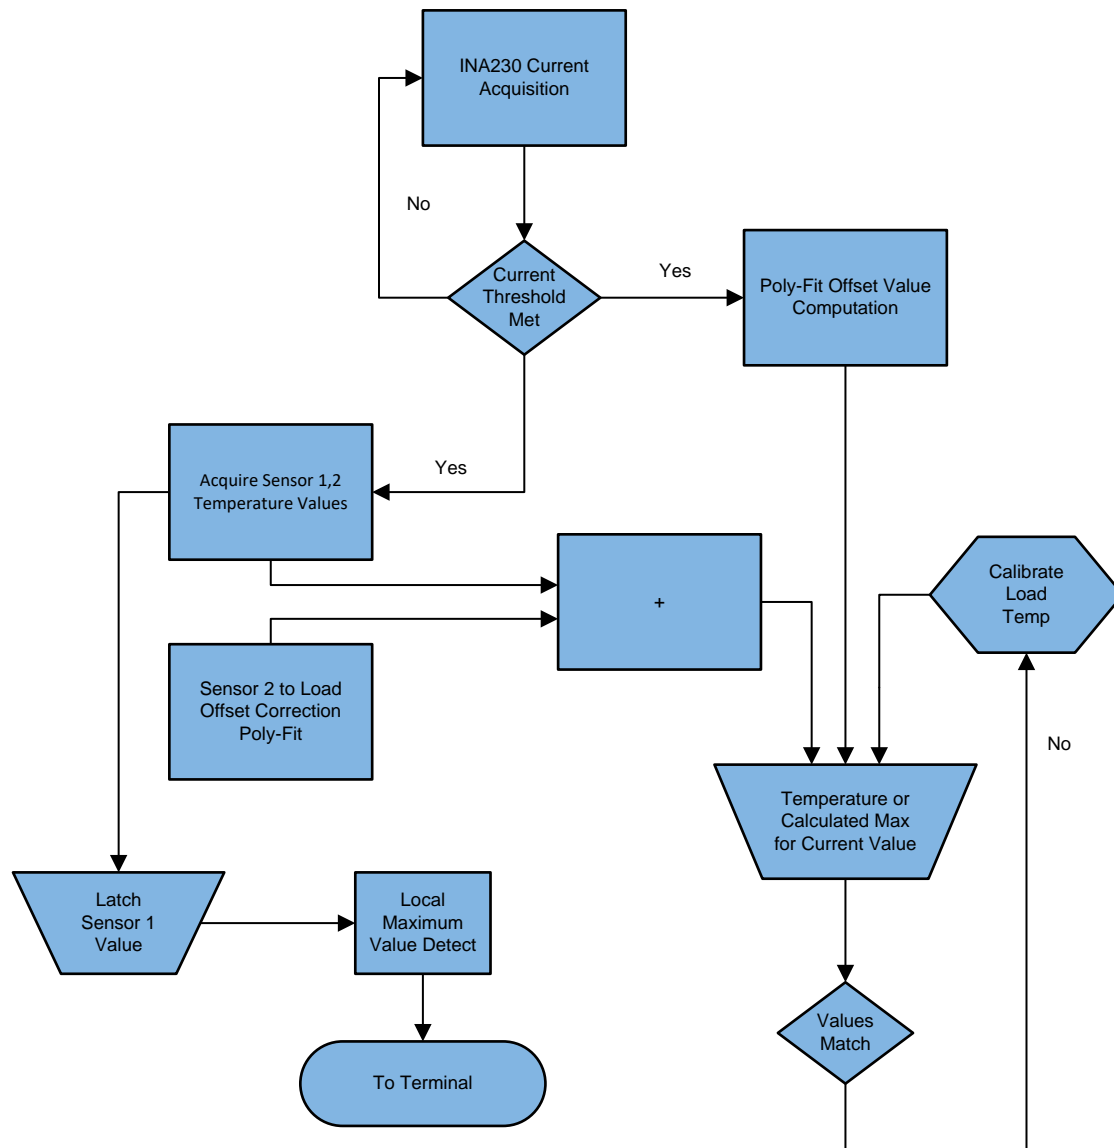 INA230 Current
Acquisition
No
Current
Threshold
Met
Yes
Poly-Fit Offset Value
Computation
Acquire Sensor 1,2
Temperature Values
Yes
+
Calibrate
Load
Temp
Sensor 2 to Load
Offset Correction
Poly-Fit
No
Temperature or
Calculated Max
for Current Value
Latch
Sensor 1
Value
Local
Maximum
Value Detect
Values
Match
To Terminal